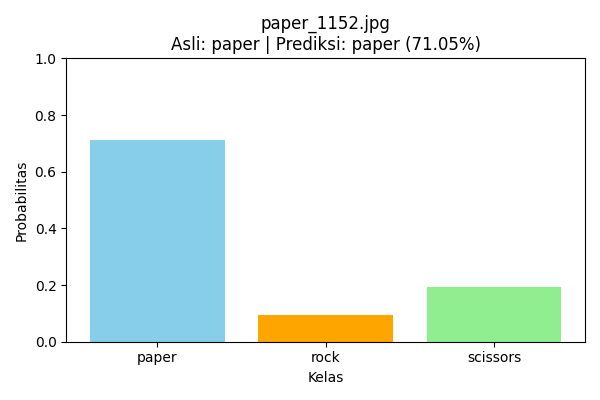 paper_1152.jpg
Asli: paper | Prediksi: paper (71.05%)
1.0
0.8
0.6
0.4
0.2
0.0
Probabilitas
paper rock scissors
Kelas